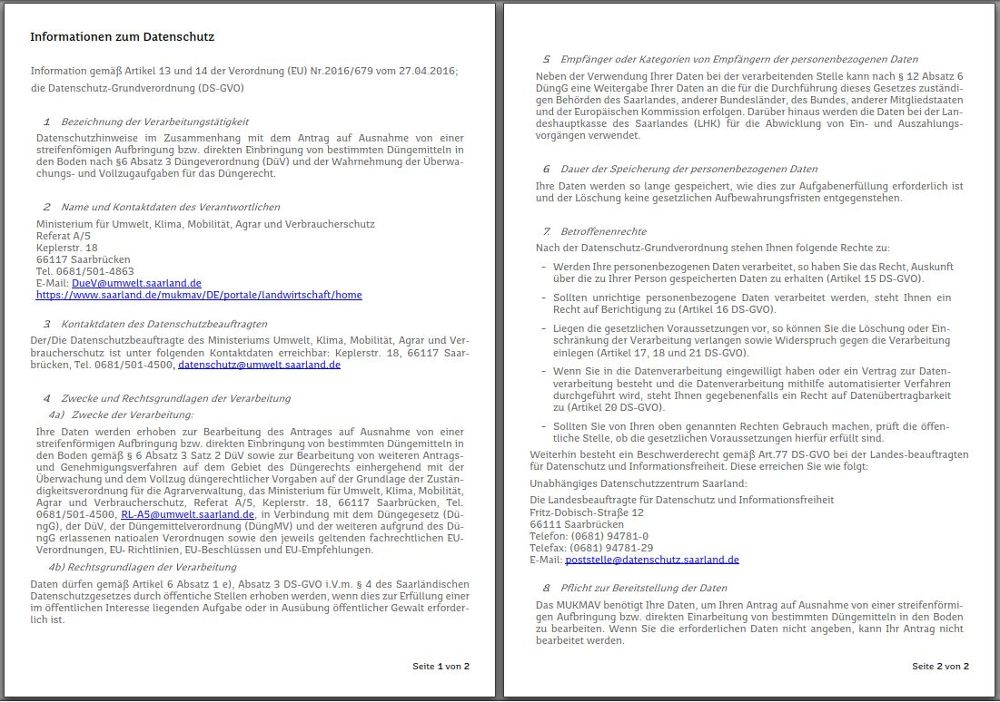 Informationen zum Datenschutz
Information gemäß Artikel 13 und 14 der Verordnung (EU) Nr.2016/679 vom 27.04.2016;
die Datenschutz-Grundverordnung (DS-GVO)
1 Bezeichnung der Verarbeitungstätigkeit
Datenschutzhinweise im Zusammenhang mit dem Antrag auf Ausnahme von einer
streifenfömigen Aufbringung bzw. direkten Einbringung von bestimmten Düngemitteln in
den Boden nach §6 Absatz 3 Düngeverordnung (DüV) und der Wahrnehmung der Überwa-
chungs- und Vollzugaufgaben für das Düngerecht.
2 Name und Kontaktdaten des Verantwortlichen
Ministerium für Umwelt, Klima, Mobilität, Agrar und Verbraucherschutz
Referat A/5
Keplerstr. 18
66117 Saarbrücken
Tel. 0681/501-4863
E-Mail: DueV@umwelt.saarland.de
https://www.saarland.de/mukmav/DE/portale/landwirtschaft/home
3 Kontaktdaten des Datenschutzbeauftragten
Der/Die Datenschutzbeauftragte des Ministeriums Umwelt, Klima, Mobilität, Agrar und Ver-
braucherschutz ist unter folgenden Kontaktdaten erreichbar: Keplerstr. 18, 66117 Saar-
brücken, Tel. 0681/501-4500, datenschutz@umwelt.saarland.de
4 Zwecke und Rechtsgrundlagen der Verarbeitung
4a) Zwecke der Verarbeitung:
Ihre Daten werden erhoben zur Bearbeitung des Antrages auf Ausnahme von einer
streifenförmigen Aufbringung bzw. direkten Einbringung von bestimmten Düngemitteln in
den Boden gemäß § 6 Absatz 3 Satz 2 DüV sowie zur Bearbeitung von weiteren Antrags-
und Genehmigungsverfahren auf dem Gebiet des Düngerechts einhergehend mit der
Überwachung und dem Vollzug düngerechtlicher Vorgaben auf der Grundlage der Zustän-
digkeitsverordnung für die Agrarverwaltung, das Ministerium für Umwelt, Klima, Mobilität,
Agrar und Verbraucherschutz, Referat A/5, Keplerstr. 18, 66117 Saarbrücken, Tel.
0681/501-4500, RL-A5@umwelt.saarland.de, in Verbindung mit dem Düngegesetz (Dü-
ngG), der DüV, der Düngemittelverordnung (DüngMV) und der weiteren aufgrund des Dü-
ngG erlassenen natioalen Verordnugen sowie den jeweils geltenden fachrechtlichen EU-
Verordnungen, EU- Richtlinien, EU-Beschlüssen und EU-Empfehlungen.
4b) Rechtsgrundlagen der Verarbeitung
Daten dürfen gemäß Artikel 6 Absatz 1 e), Absatz 3 DS-GVO i.V.m. § 4 des Saarländischen
Datenschutzgesetzes durch öffentiche Stellen erhoben werden, wenn dies zur Erfüllung einer
im öffentlichen Interesse liegenden Aufgabe oder in Ausübung öffentlicher Gewalt erforder-
lich ist.
Seite 1 von 2
5 Empfänger oder Kategorien von Empfängern der personenbezogenen Daten
Neben der Verwendung Ihrer Daten bei der verarbeitenden Stelle kann nach § 12 Absatz 6
DüngG eine Weitergabe Ihrer Daten an die für die Durchführung dieses Gesetzes zuständi-
gen Behörden des Saarlandes, anderer Bundesländer, des Bundes, anderer Mitgliedstaaten
und der Europäischen Kommission erfolgen. Darüber hinaus werden die Daten bei der Lan-
deshauptkasse des Saarlandes (LHK) für die Abwicklung von Ein- und Auszahlungs-
vorgängen verwendet.
6 Dauer der Speicherung der personenbezogenen Daten
Ihre Daten werden so lange gespeichert, wie dies zur Aufgabenerfüllung erforderlich ist
und der Löschung keine gesetzlichen Aufbewahrungsfristen entgegenstehen.
7 Betroffenenrechte
Nach der Datenschutz-Grundverordnung stehen Ihnen folgende Rechte zu:
- Werden Ihre personenbezogenen Daten verarbeitet, so haben Sie das Recht, Auskunft
über die zu Ihrer Person gespeicherten Daten zu erhalten (Artikel 15 DS-GVO).
- Sollten unrichtige personenbezogene Daten verarbeitet werden, steht Ihnen ein
Recht auf Berichtigung zu (Artikel 16 DS-GVO).
- Liegen die gesetzlichen Voraussetzungen vor, so können Sie die Löschung oder Ein-
schränkung der Verarbeitung verlangen sowie Widerspruch gegen die Verarbeitung
einlegen (Artikel 17, 18 und 21 DS-GVO).
- Wenn Sie in die Datenverarbeitung eingewilligt haben oder ein Vertrag zur Daten-
verarbeitung besteht und die Datenverarbeitung mithilfe automatisierter Verfahren
durchgeführt wird, steht Ihnen gegebenenfalls ein Recht auf Datenübertragbarkeit
zu (Artikel 20 DS-GVO).
- Sollten Sie von Ihren oben genannten Rechten Gebrauch machen, prüft die öffen-
tliche Stelle, ob die gesetzlichen Voraussetzungen hierfür erfüllt sind.
Weiterhin besteht ein Beschwerderecht gemäß Art.77 DS-GVO bei der Landes-beauftragten
für Datenschutz und Informationsfreiheit. Diese erreichen Sie wie folgt:
Unabhängiges Datenschutzzentrum Saarland:
Die Landesbeauftragte für Datenschutz und Informationsfreiheit
Fritz-Dobisch-Straße 12
66111 Saarbrücken
Telefon: (0681) 94781-0
Telefax: (0681) 94781-29
E-Mail: poststelle@datenschutz.saarland.de
8 Pflicht zur Bereitstellung der Daten
Das MUKMAV benötigt Ihre Daten, um Ihren Antrag auf Ausnahme von einer streifenförmi-
gen Aufbringung bzw. direkten Einarbeitung von bestimmten Düngemitteln in den Boden
zu bearbeiten. Wenn Sie die erforderlichen Daten nicht angeben, kann Ihr Antrag nicht
bearbeitet werden.
Seite 2 von 2